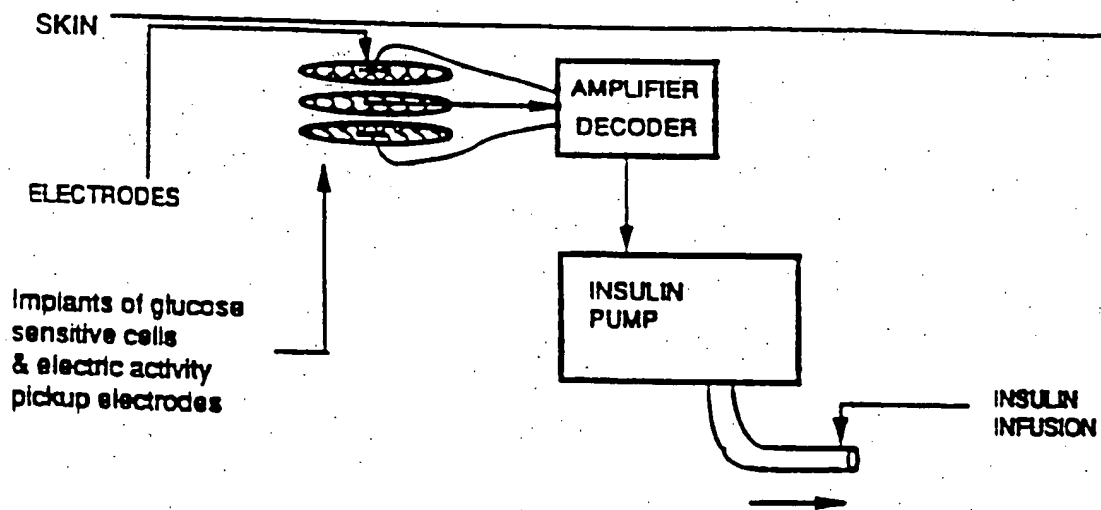 SKIN
AMPLIFIER
DECODER
ELECTRODES
INSULIN
PUMP
Implants of glucose
sensitive cells
& electric activity
pickup electrodes
INSULIN
INFUSION